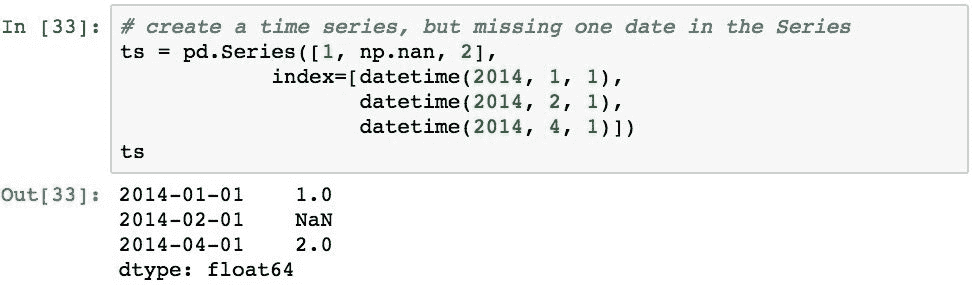 In [33]: # create a time series, but missing one date in the Series
ts = pd.Series([1, np.nan, 2],
index=[datetime(2014, 1, 1),
datetime(2014, 2, 1),
datetime(2014, 4, 1)])
ts
Out[33]: 2014-01-01 1.0
2014-02-01 NaN
2014-04-01 2.0
dtype: float64